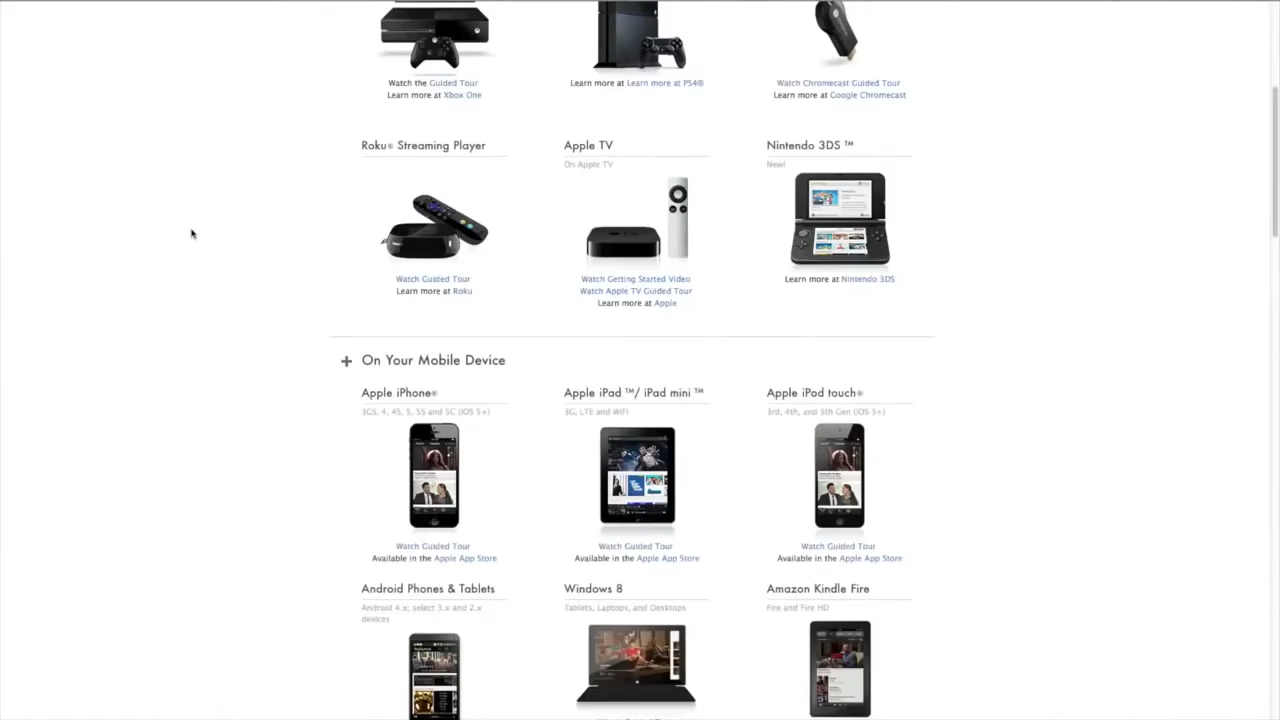 Watch the Guided Tour
Learn more at Xbox One
Learn more at Learn more at PS4®
Watch Chromecast Guided Tour
Learn more at Google Chromecast
Roku® Streaming Player
Watch Guided Tour
Learn more at Roku
Apple TV
On Apple TV
Watch Getting Started Video
Watch Apple TV Guided Tour
Learn more at Apple
Nintendo 3DS ™
New!
Learn more at Nintendo 3DS
+ On Your Mobile Device
Apple iPhone®
3GS, 4, 4S, 5, 5S and 5C (iOS 5+)
Watch Guided Tour
Available in the Apple App Store
Apple iPad ™/ iPad mini ™
3G, LTE and WiFi
Watch Guided Tour
Available in the Apple App Store
Apple iPod touch®
3rd, 4th, and 5th Gen (iOS 5+)
Watch Guided Tour
Available in the Apple App Store
Android Phones & Tablets
Android 4.x; select 3.x and 2.x
devices
Windows 8
Tablets, Laptops, and Desktops
Amazon Kindle Fire
Fire and Fire HD